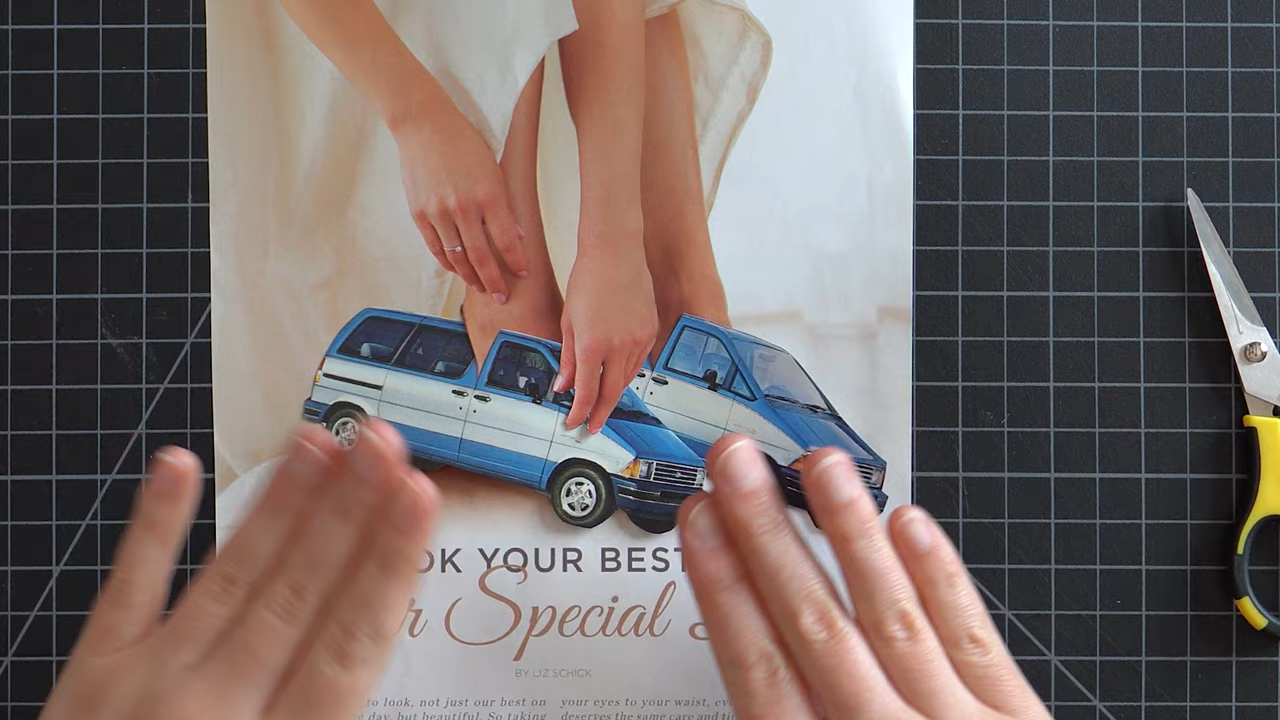 OK YOUR BEST
r Special
BY LIZ SCHICK
to look, not just our best on
day, but beautiful. So taking
your eyes to your waist, ev
deserves the same care and ti